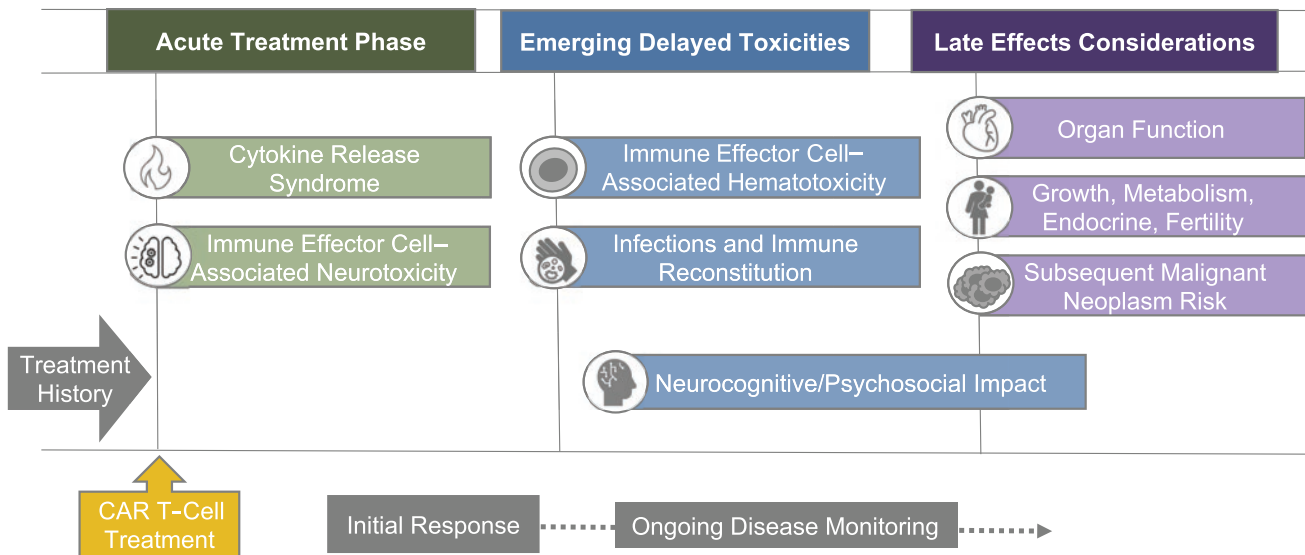 Acute Treatment Phase
Emerging Delayed Toxicities
Late Effects Considerations
Cytokine Release
Syndrome
Immune Effector Cell–
Associated Neurotoxicity
Immune Effector Cell–
Associated Hematotoxicity
Infections and Immune
Reconstitution
Organ Function
Growth, Metabolism,
Endocrine, Fertility
Subsequent Malignant
Neoplasm Risk
Treatment
History
Neurocognitive/Psychosocial Impact
CAR T–Cell
Treatment
Initial Response
Ongoing Disease Monitoring